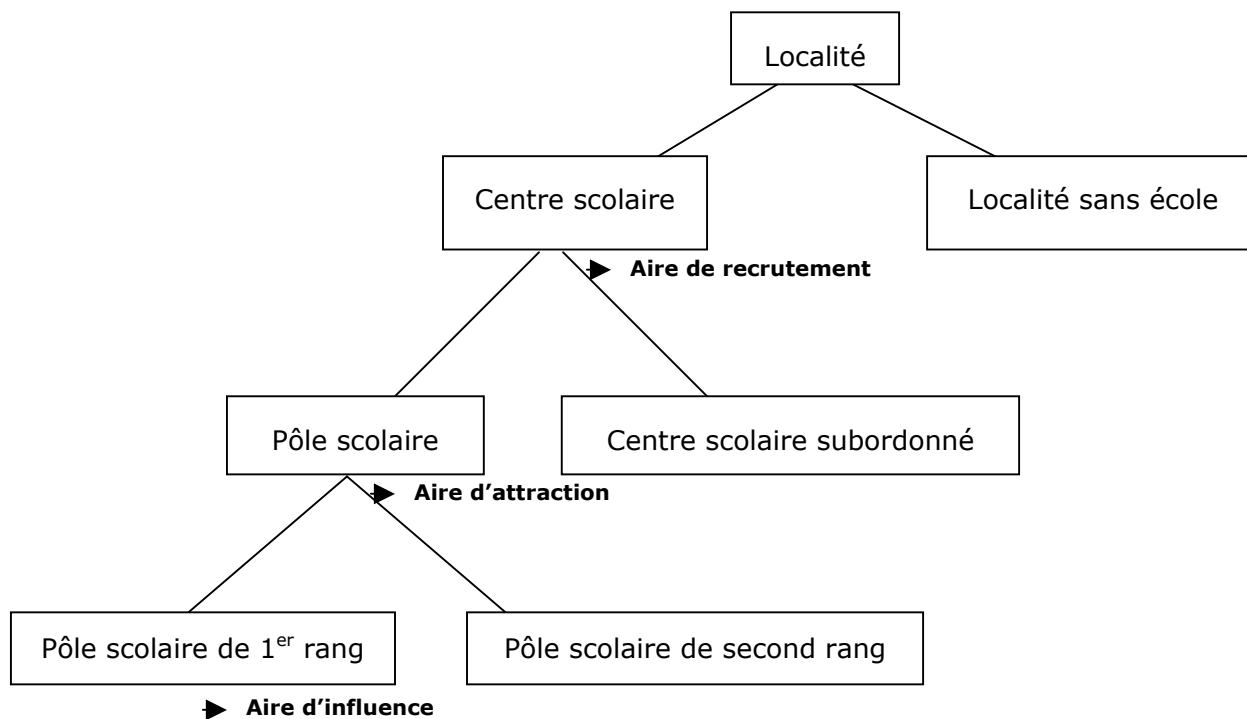 Localité
Centre scolaire
Localité sans école
Aire de recrutement
Pôle scolaire
Centre scolaire subordonné
Aire d’attraction
Pôle scolaire de 1er rang
Pôle scolaire de second rang
Aire d’influence